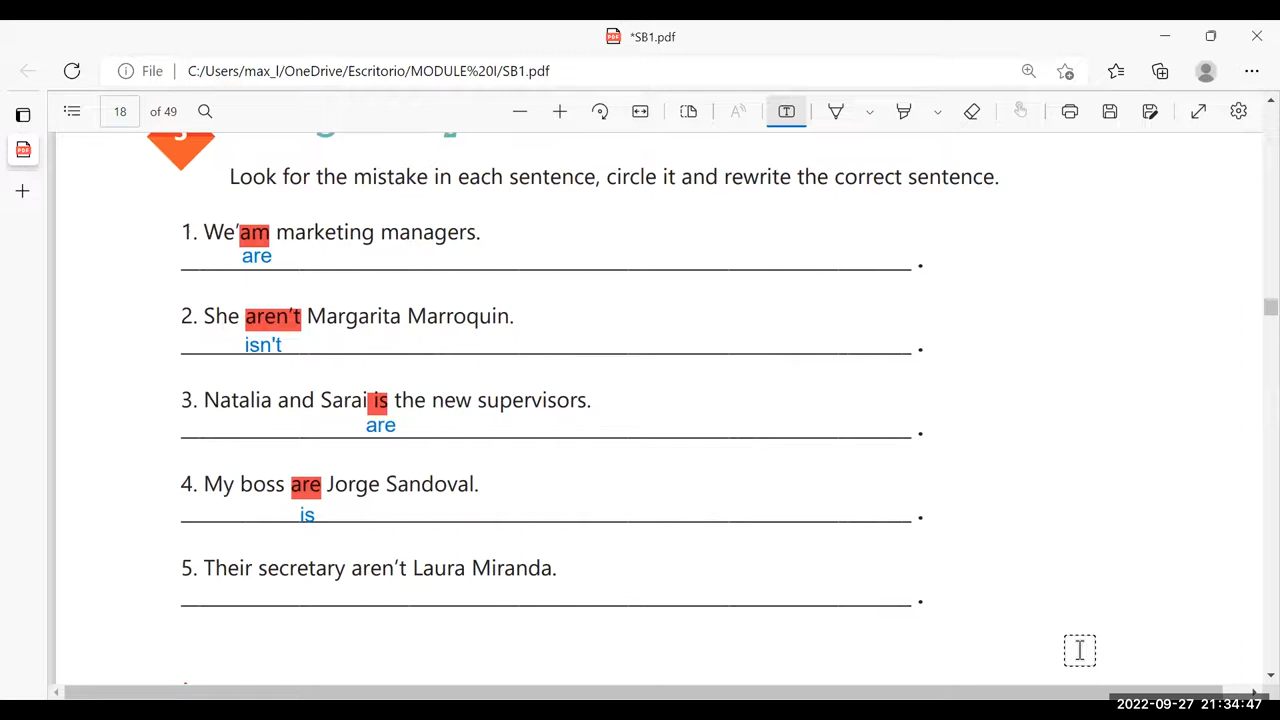 *SB1.pdf
File
C:/Users/max_l/OneDrive/Escritorio/MODULE%20I/SB1.pdf
18 of 49
Look for the mistake in each sentence, circle it and rewrite the correct sentence.
1. We'am marketing managers.
are
2. She aren't Margarita Marroquin.
isn't
3. Natalia and Sarai is the new supervisors.
are
4. My boss are Jorge Sandoval.
is
5. Their secretary aren't Laura Miranda.
2022-09-27 21:34:47